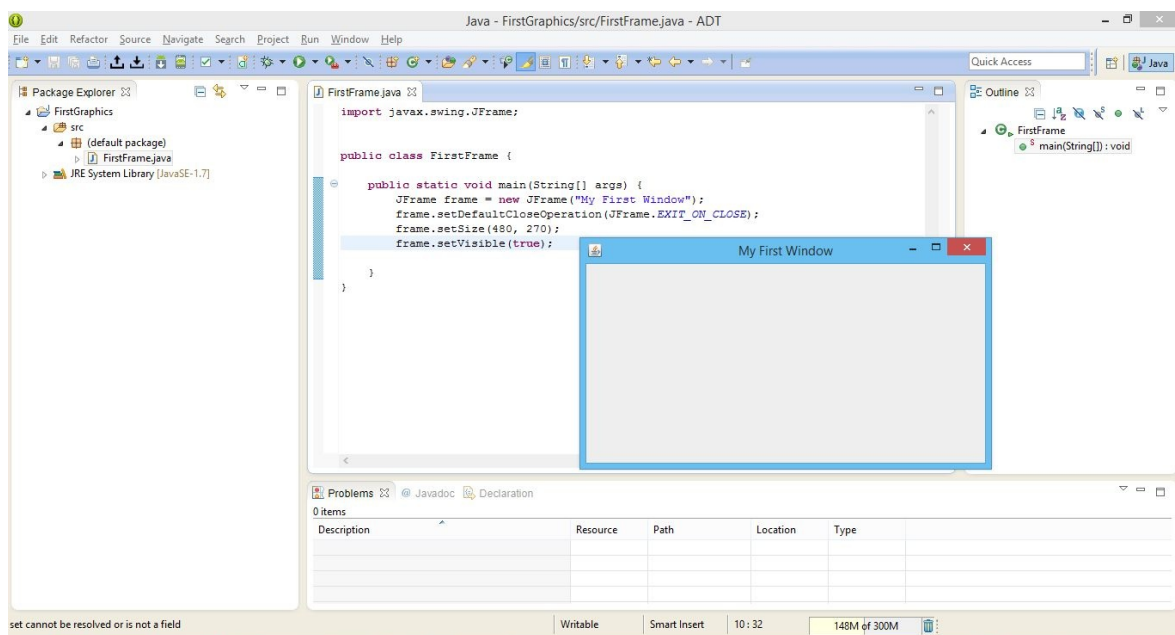 Java - FirstGraphics/src/FirstFrame.java - ADT
File Edit Refactor Source Navigate Search Project Run Window Help
Quick Access
Java
Package Explorer
FirstGraphics
src
(default package)
FirstFrame.java
JRE System Library [JavaSE-1.7]
FirstFrame.java
import javax.swing.JFrame;
public class FirstFrame {
public static void main(String[] args) {
JFrame frame = new JFrame("My First Window");
frame.setDefaultCloseOperation(JFrame.EXIT_ON_CLOSE);
frame.setSize(480, 270);
frame.setVisible(true);
}
}
My First Window
Outline
FirstFrame
main(String[]) : void
Problems Javadoc Declaration
0 items
Description Resource Path Location Type
set cannot be resolved or is not a field Writable Smart Insert 10 : 32 148M of 300M